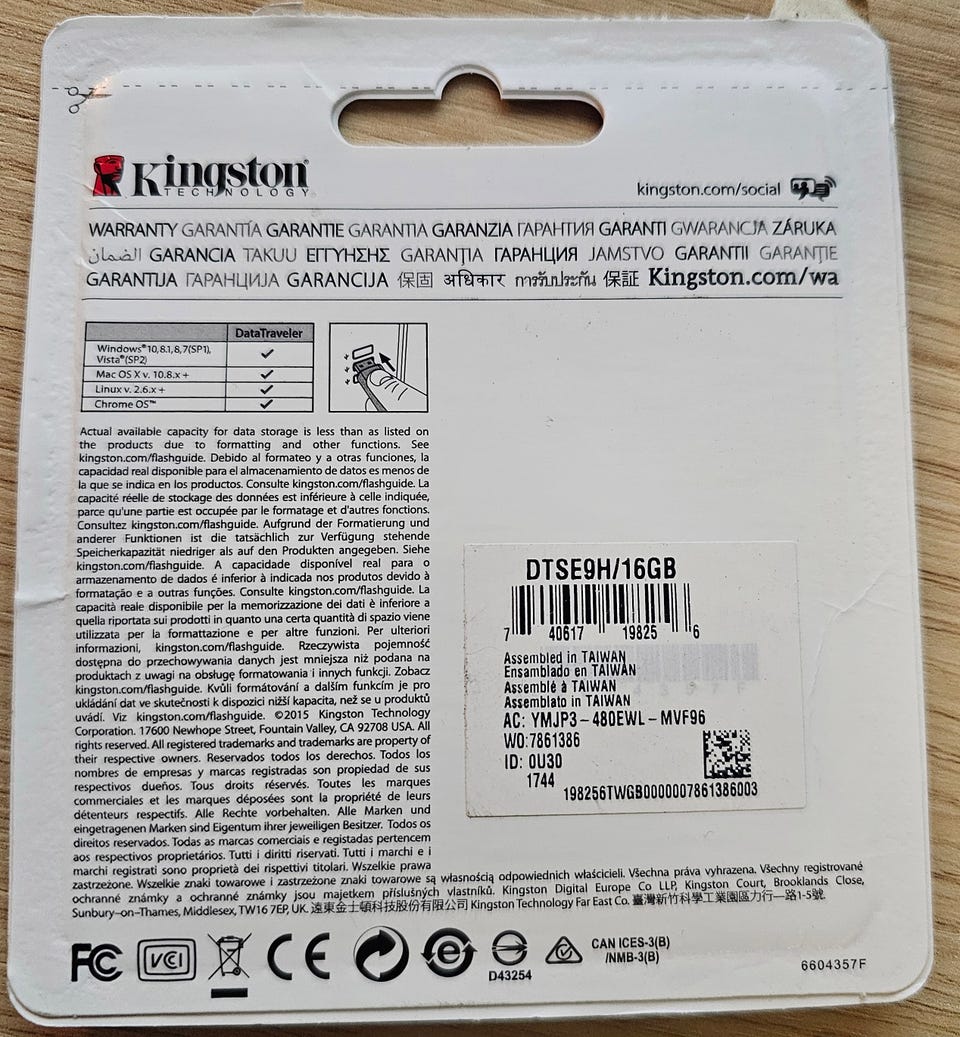 Kingston
TECHNOLOGY
kingston.com/social
WARRANTY GARANTÍA GARANTIE GARANTIA GARANZIA ГАРАНТИЯ GARANTI GWARANCJA ZÁRUKA
الضمان GARANCIA TAKUU ΕΓΓΥΗΣΗΣ GARANŢIA ГАРАНЦИЯ JAMSTVO GARANTII GARANTIE
GARANTIJA ГАРАНЦИЈА GARANCIJA 保固 अधिकार การรับประกัน 保証 Kingston.com/wa
DataTraveler
Windows® 10,8.1,8,7(SP1),
Vista®(SP2) ✓
Mac OS X v. 10.8.x + ✓
Linux v. 2.6.x + ✓
Chrome OS™ ✓
Actual available capacity for data storage is less than as listed on
the products due to formatting and other functions. See
kingston.com/flashguide. Debido al formateo y a otras funciones, la
capacidad real disponible para el almacenamiento de datos es menos de
la que se indica en los productos. Consulte kingston.com/flashguide. La
capacité réelle de stockage des données est inférieure à celle indiquée,
parce qu'une partie est occupée par le formatage et d'autres fonctions.
Consultez kingston.com/flashguide. Aufgrund der Formatierung und
anderer Funktionen ist die tatsächlich zur Verfügung stehende
Speicherkapazität niedriger als auf den Produkten angegeben. Siehe
kingston.com/flashguide. A capacidade disponível real para o
armazenamento de dados é inferior à indicada nos produtos devido à
formatação e a outras funções. Consulte kingston.com/flashguide. La
capacità reale disponibile per la memorizzazione dei dati è inferiore a
quella riportata sui prodotti in quanto una certa quantità di spazio viene
utilizzata per la formattazione e per altre funzioni. Per ulteriori
informazioni, kingston.com/flashguide. Rzeczywista pojemność
dostępna do przechowywania danych jest mniejsza niż podana na
produktach z uwagi na obsługę formatowania i innych funkcji. Zobacz
kingston.com/flashguide. Kvůli formátování a dalším funkcím je pro
ukládání dat ve skutečnosti k dispozici nižší kapacita, než se u produktů
uvádí. Viz kingston.com/flashguide. ©2015 Kingston Technology
Corporation. 17600 Newhope Street, Fountain Valley, CA 92708 USA. All
rights reserved. All registered trademarks and trademarks are property of
their respective owners. Reservados todos los derechos. Todos los
nombres de empresas y marcas registradas son propiedad de sus
respectivos dueños. Tous droits réservés. Toutes les marques
commerciales et les marques déposées sont la propriété de leurs
détenteurs respectifs. Alle Rechte vorbehalten. Alle Marken und
eingetragenen Marken sind Eigentum ihrer jeweiligen Besitzer. Todos os
direitos reservados. Todas as marcas comerciais e registadas pertencem
aos respectivos proprietários. Tutti i diritti riservati. Tutti i marchi e i
marchi registrati sono proprietà dei rispettivi titolari. Wszelkie prawa
zastrzeżone. Wszelkie znaki towarowe i zastrzeżone znaki towarowe są własnością odpowiednich właścicieli. Všechna práva vyhrazena. Všechny registrované
ochranné známky a ochranné známky jsou majetkem příslušných vlastníků. Kingston Digital Europe Co LLP, Kingston Court, Brooklands Close,
Sunbury-on-Thames, Middlesex, TW16 7EP, UK. 遠東金士頓科技股份有限公司 Kingston Technology Far East Co. 臺灣新竹科學工業園區力行一路1-5號.
DTSE9H/16GB
7 40617 19825 6
Assembled in TAIWAN
Ensamblado en TAIWAN
Assemblé à TAIWAN
Assemblato in TAIWAN
AC: YMJP3-480EWL-MVF96
WO:7861386
ID: 0U30
1744
198256TWGB0000007861386003
FC VCI CE e D43254 CAN ICES-3(B)
/NMB-3(B)
6604357F